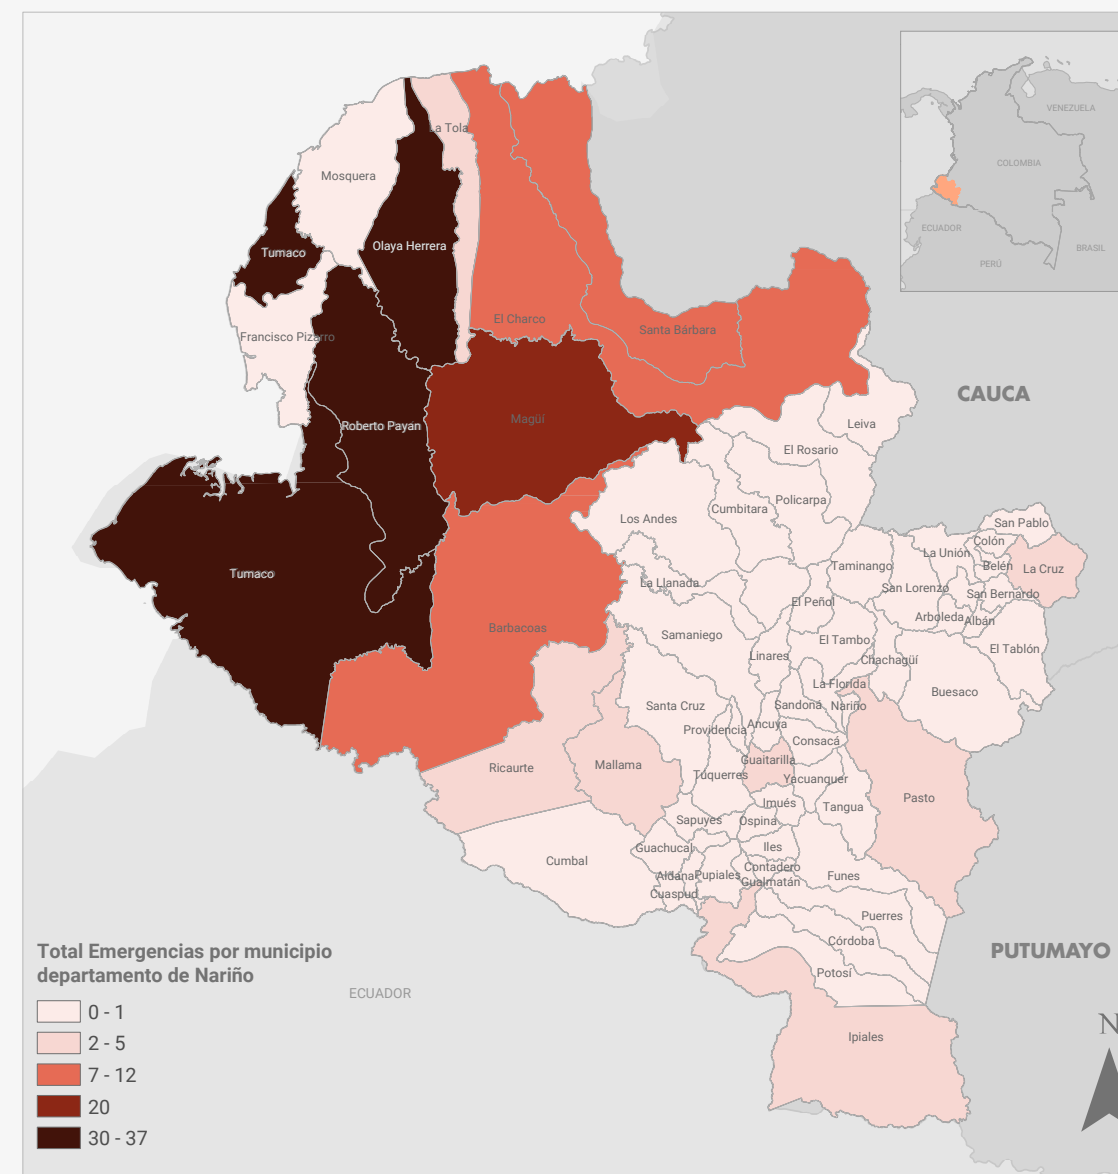 La Tola
Mosquera
Olaya Herrera
Tumaco
El Charco
Santa Bárbara
Francisco Pizarro
Roberto Payan
Magüí
Leiva
El Rosario
Policarpa
Cumbitara
Los Andes
San Pablo
Colón
La Unión
Belén
La Cruz
Taminango
Tumaco
La Llanada
San Lorenzo
San Bernardo
El Peñol
Arboleda
Albán
Barbacoas
Samaniego
El Tambo
El Tablón
Linares
Chachagüí
La Florida
Buesaco
Santa Cruz
Sandoná
Nariño
Providencia
Ancuya
Consacá
Guaitarilla
Ricaurte
Mallama
Túquerres
Yacuanquer
Pasto
Imués
Tangua
Sapuyes
Ospina
Guachucal
Iles
Cumbal
Contadero
Aldana
Pupiales
Gualmatán
Funes
Cuaspud
Puerres
Córdoba
Potosí
Ipiales
CAUCA
PUTUMAYO
ECUADOR
N
VENEZUELA
COLOMBIA
ECUADOR
PERÚ
BRASIL
Total Emergencias por municipio
departamento de Nariño
0 - 1
2 - 5
7 - 12
20
30 - 37